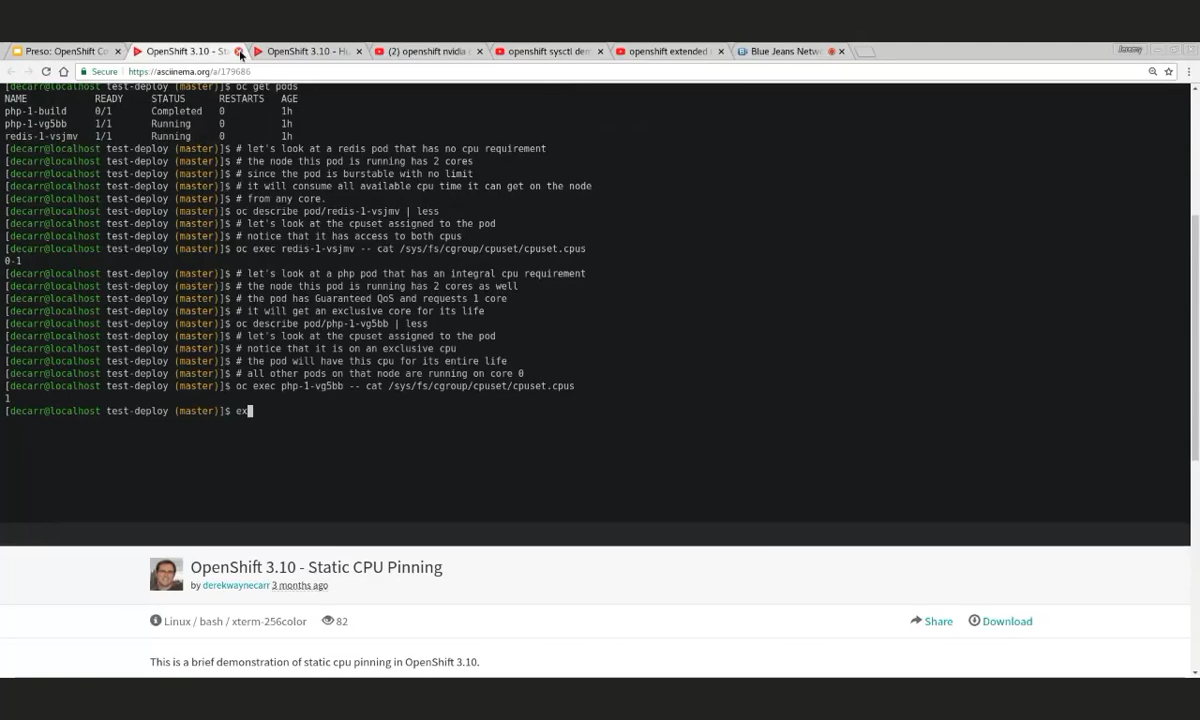 Jeremy
Preso: OpenShift Co
OpenShift 3.10 - Sta
OpenShift 3.10 - Hu
(2) openshift nvidia
openshift sysctl dem
openshift extended
Blue Jeans Netw
Secure https://asciinema.org/a/179686
[decarr@localhost test-deploy (master)]$ oc get pods
NAME READY STATUS RESTARTS AGE
php-1-build 0/1 Completed 0 1h
php-1-vg5bb 1/1 Running 0 1h
redis-1-vsjmv 1/1 Running 0 1h
[decarr@localhost test-deploy (master)]$ # let's look at a redis pod that has no cpu requirement
[decarr@localhost test-deploy (master)]$ # the node this pod is running has 2 cores
[decarr@localhost test-deploy (master)]$ # since the pod is burstable with no limit
[decarr@localhost test-deploy (master)]$ # it will consume all available cpu time it can get on the node
[decarr@localhost test-deploy (master)]$ # from any core.
[decarr@localhost test-deploy (master)]$ oc describe pod/redis-1-vsjmv | less
[decarr@localhost test-deploy (master)]$ # let's look at the cpuset assigned to the pod
[decarr@localhost test-deploy (master)]$ # notice that it has access to both cpus
[decarr@localhost test-deploy (master)]$ oc exec redis-1-vsjmv -- cat /sys/fs/cgroup/cpuset/cpuset.cpus
0-1
[decarr@localhost test-deploy (master)]$ # let's look at a php pod that has an integral cpu requirement
[decarr@localhost test-deploy (master)]$ # the node this pod is running has 2 cores as well
[decarr@localhost test-deploy (master)]$ # the pod has Guaranteed QoS and requests 1 core
[decarr@localhost test-deploy (master)]$ # it will get an exclusive core for its life
[decarr@localhost test-deploy (master)]$ oc describe pod/php-1-vg5bb | less
[decarr@localhost test-deploy (master)]$ # let's look at the cpuset assigned to the pod
[decarr@localhost test-deploy (master)]$ # notice that it is on an exclusive cpu
[decarr@localhost test-deploy (master)]$ # the pod will have this cpu for its entire life
[decarr@localhost test-deploy (master)]$ # all other pods on that node are running on core 0
[decarr@localhost test-deploy (master)]$ oc exec php-1-vg5bb -- cat /sys/fs/cgroup/cpuset/cpuset.cpus
1
[decarr@localhost test-deploy (master)]$ ex
OpenShift 3.10 - Static CPU Pinning
by derekwaynecarr 3 months ago
Linux / bash / xterm-256color 82
Share Download
This is a brief demonstration of static cpu pinning in OpenShift 3.10.